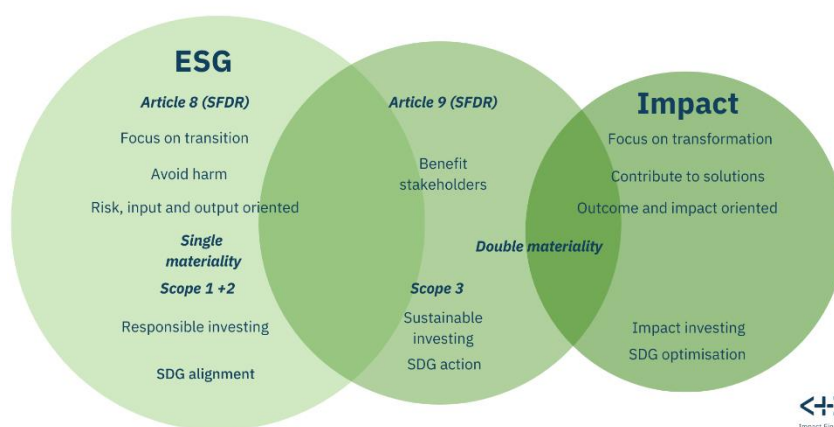 ESG
Article 8 (SFDR)
Focus on transition
Avoid harm
Risk, input and output oriented
Single
materiality
Scope 1 +2
Responsible investing
SDG alignment
Article 9 (SFDR)
Benefit
stakeholders
Double materiality
Scope 3
Sustainable
investing
SDG action
Impact
Focus on transformation
Contribute to solutions
Outcome and impact oriented
Impact investing
SDG optimisation